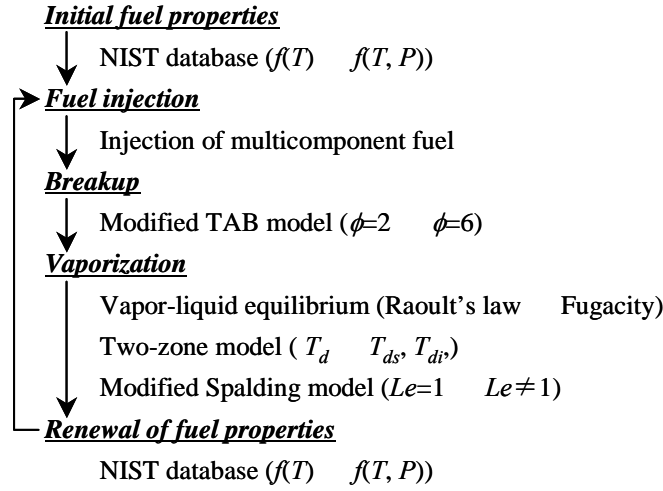 Initial fuel properties
NIST database (f(T) f(T, P))
Fuel injection
Injection of multicomponent fuel
Breakup
Modified TAB model (ϕ=2 ϕ=6)
Vaporization
Vapor-liquid equilibrium (Raoult's law Fugacity)
Two-zone model ( Td Tds, Tdi,)
Modified Spalding model (Le=1 Le≠1)
Renewal of fuel properties
NIST database (f(T) f(T, P))